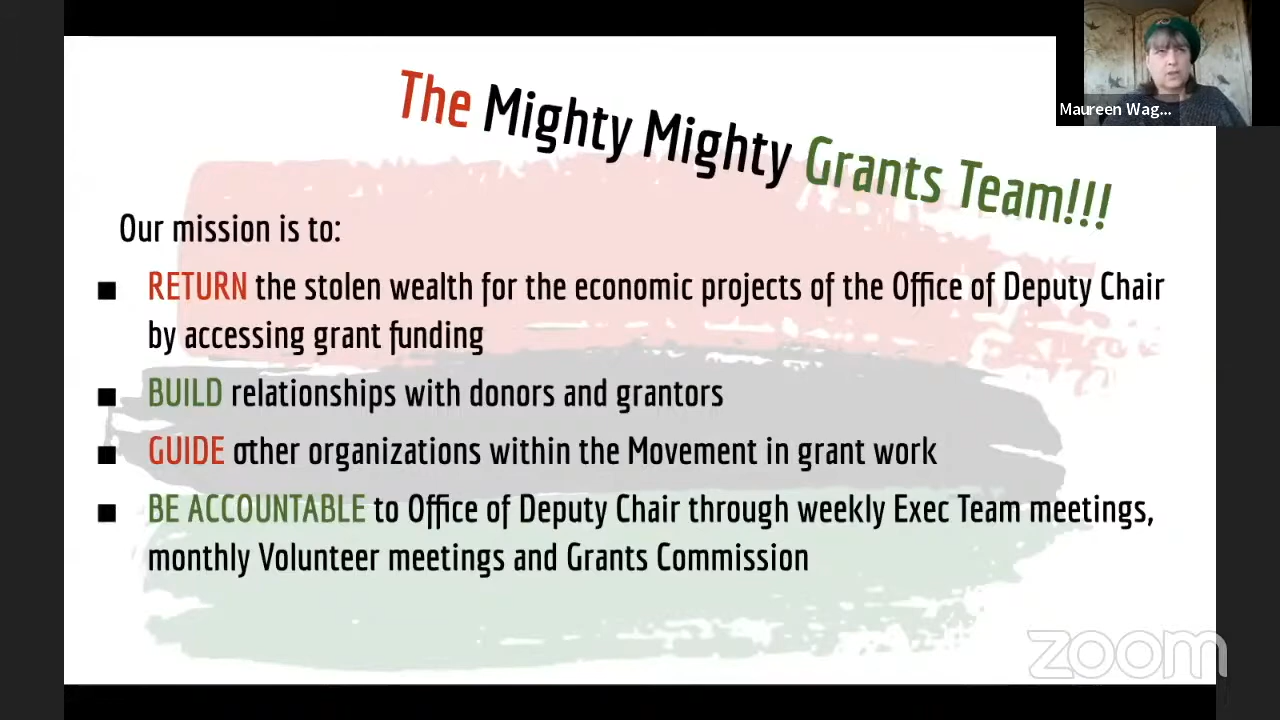 The Mighty Mighty Grants Team!!!
Maureen Wag...
Our mission is to:
■ RETURN the stolen wealth for the economic projects of the Office of Deputy Chair
by accessing grant funding
■ BUILD relationships with donors and grantors
■ GUIDE other organizations within the Movement in grant work
■ BE ACCOUNTABLE to Office of Deputy Chair through weekly Exec Team meetings,
monthly Volunteer meetings and Grants Commission
zoom